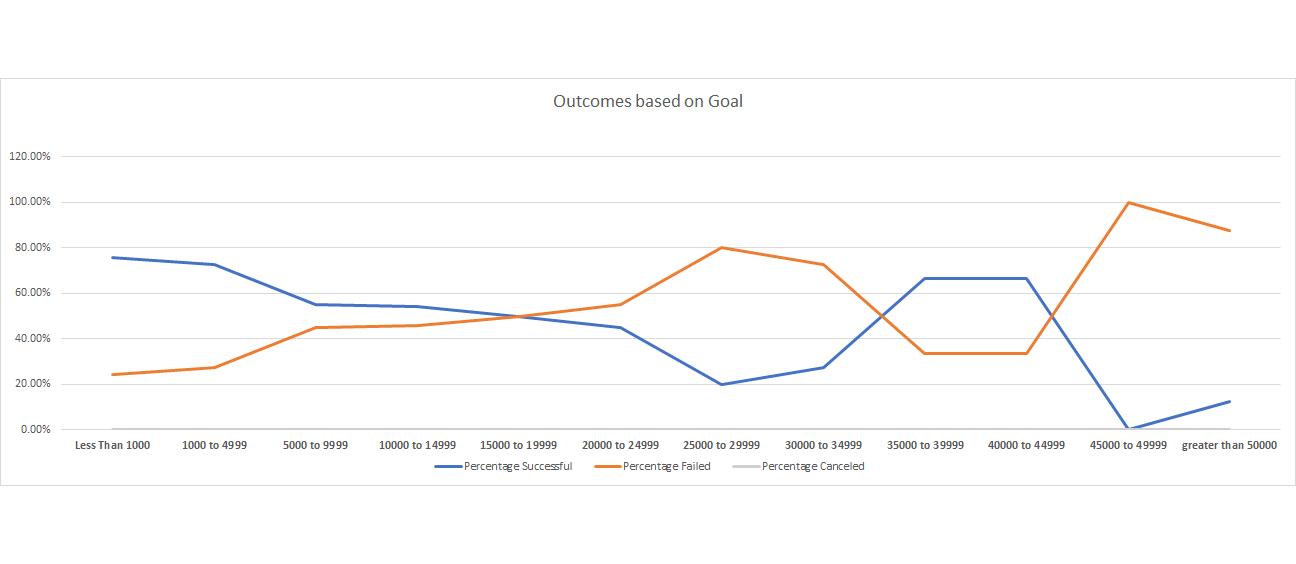 Outcomes based on Goal
120.00%
100.00%
80.00%
60.00%
40.00%
20.00%
0.00%
Less Than 1000 1000 to 4999 5000 to 9999 10000 to 14999 15000 to 19999 20000 to 24999 25000 to 29999 30000 to 34999 35000 to 39999 40000 to 44999 45000 to 49999 greater than 50000
Percentage Successful Percentage Failed Percentage Canceled